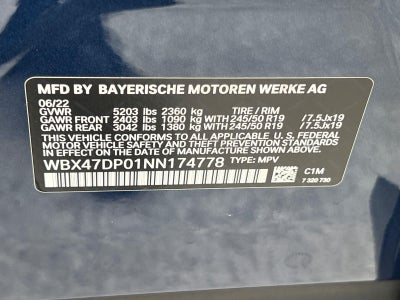 MFD BY BAYERISCHE MOTOREN WERKE AG
06/22
GVWR 5203 lbs 2360 kg TIRE / RIM
GAWR FRONT 2403 lbs 1090 kg WITH 245/50 R19 / 7.5Jx19
GAWR REAR 3042 lbs 1380 kg WITH 245/50 R19 / 7.5Jx19
THIS VEHICLE CONFORMS TO ALL APPLICABLE U.S. FEDERAL
MOTOR VEHICLE SAFETY AND THEFT PREVENTION STANDARDS
IN EFFECT ON THE DATE OF MANUFACTURE SHOWN ABOVE.
WBX47DP01NN174778 TYPE: MPV
C1M
7 320 730